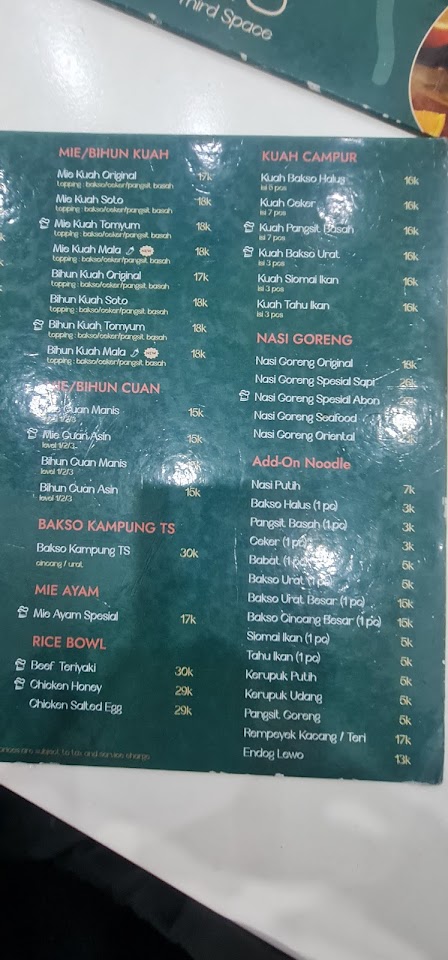 Third Space
MIE/BIHUN KUAH
Mie Kuah Original 17k
topping : bakso/ceker/pangsit basah
Mie Kuah Soto 18k
topping : bakso/ceker/pangsit basah
Mie Kuah Tomyum 18k
topping : bakso/ceker/pangsit basah
Mie Kuah Mala 18k
topping : bakso/ceker/pangsit basah
Bihun Kuah Original 17k
topping : bakso/ceker/pangsit basah
Bihun Kuah Soto 18k
topping : bakso/ceker/pangsit basah
Bihun Kuah Tomyum 18k
topping : bakso/ceker/pangsit basah
Bihun Kuah Mala 18k
topping : bakso/ceker/pangsit basah
MIE/BIHUN CUAN
Mie Cuan Manis 15k
Mie Cuan Asin 15k
level 1/2/3
Bihun Cuan Manis
level 1/2/3
Bihun Cuan Asin 15k
level 1/2/3
BAKSO KAMPUNG TS
Bakso Kampung TS 30k
cincang / urat
MIE AYAM
Mie Ayam Spesial 17k
RICE BOWL
Beef Teriyaki 30k
Chicken Honey 29k
Chicken Salted Egg 29k
prices are subject to tax and service charge
KUAH CAMPUR
Kuah Bakso Halus 16k
isi 8 pcs
Kuah Ceker 16k
isi 7 pcs
Kuah Pangsit Basah 16k
isi 7 pcs
Kuah Bakso Urat 16k
isi 3 pcs
Kuah Siomai Ikan 16k
isi 3 pcs
Kuah Tahu Ikan 16k
isi 3 pcs
NASI GORENG
Nasi Goreng Original 18k
Nasi Goreng Spesial Sapi
Nasi Goreng Spesial Abon
Nasi Goreng Seafood
Nasi Goreng Oriental
Add-On Noodle
Nasi Putih 7k
Bakso Halus (1 pc) 3k
Pangsit Basah (1 pc) 3k
Ceker (1 pc) 3k
Babat (1 pc) 5k
Bakso Urat (1 pc) 5k
Bakso Urat Besar (1 pc) 15k
Bakso Cincang Besar (1 pc) 15k
Siomai Ikan (1 pc) 5k
Tahu Ikan (1 pc) 5k
Kerupuk Putih 5k
Kerupuk Udang 5k
Pangsit Goreng 5k
Rempeyek Kacang / Teri 17k
Endog Lewo 13k